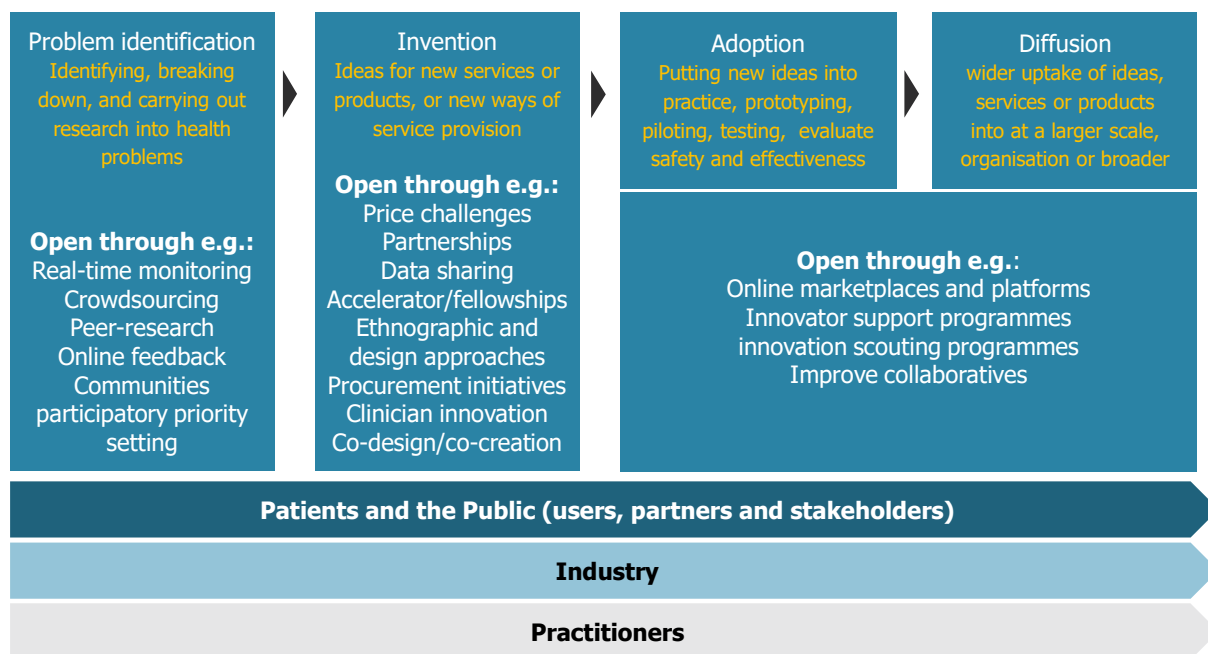 Problem identification
Identifying, breaking
down, and carrying out
research into health
problems
Open through e.g.:
Real-time monitoring
Crowdsourcing
Peer-research
Online feedback
Communities
participatory priority
setting
Invention
Ideas for new services or
products, or new ways of
service provision
Open through e.g.:
Price challenges
Partnerships
Data sharing
Accelerator/fellowships
Ethnographic and
design approaches
Procurement initiatives
Clinician innovation
Co-design/co-creation
Adoption
Putting new ideas into
practice, prototyping,
piloting, testing, evaluate
safety and effectiveness
Diffusion
wider uptake of ideas,
services or products
into at a larger scale,
organisation or broader
Open through e.g.:
Online marketplaces and platforms
Innovator support programmes
innovation scouting programmes
Improve collaboratives
Patients and the Public (users, partners and stakeholders)
Industry
Practitioners